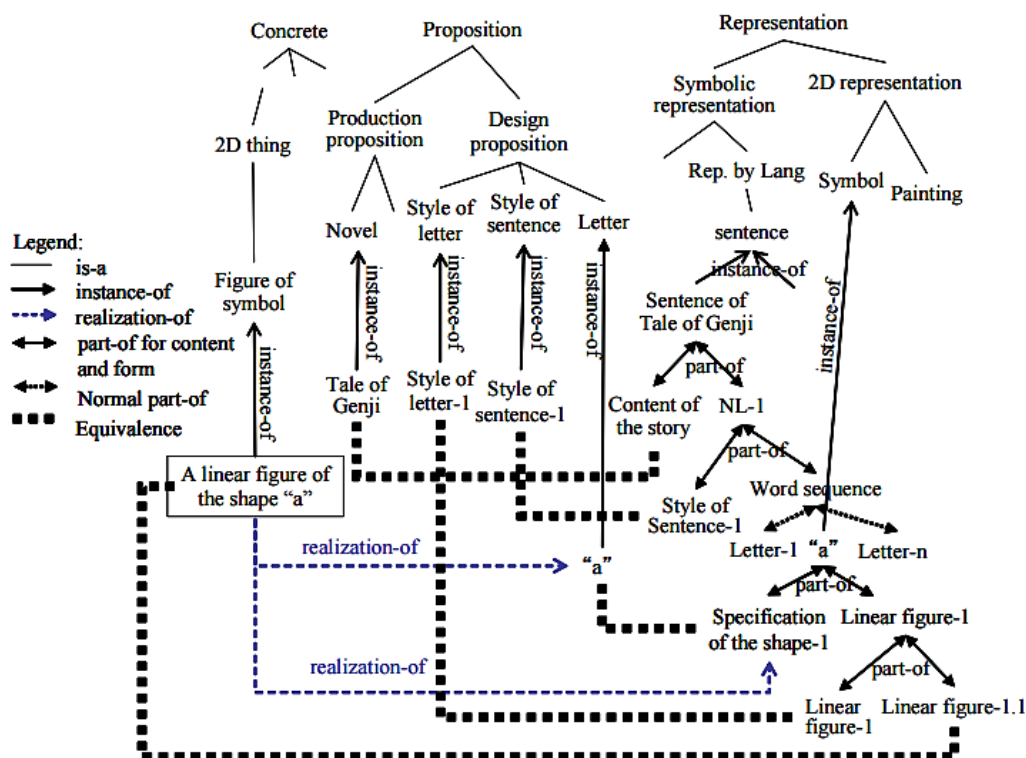 Concrete
Proposition
Representation
Symbolic
representation
2D representation
Production
proposition
Design
proposition
2D thing
Rep. by Lang
Symbol
Painting
Novel
Style of
letter
Style of
sentence
Letter
sentence
Legend:
is-a
instance-of
realization-of
part-of for content
and form
Normal part-of
Equivalence
Figure of
symbol
instance-of
instance-of
instance-of
instance-of
instance-of
instance-of
instance-of
Sentence of
Tale of Genji
part-of
Tale of
Genji
Style of
letter-1
Style of
sentence-1
Content of
the story
NL-1
part-of
A linear figure of
the shape “a”
Style of
Sentence-1
Word sequence
Letter-1
“a”
Letter-n
realization-of
“a”
part-of
Specification
of the shape-1
Linear figure-1
realization-of
part-of
Linear
figure-1
Linear figure-1.1